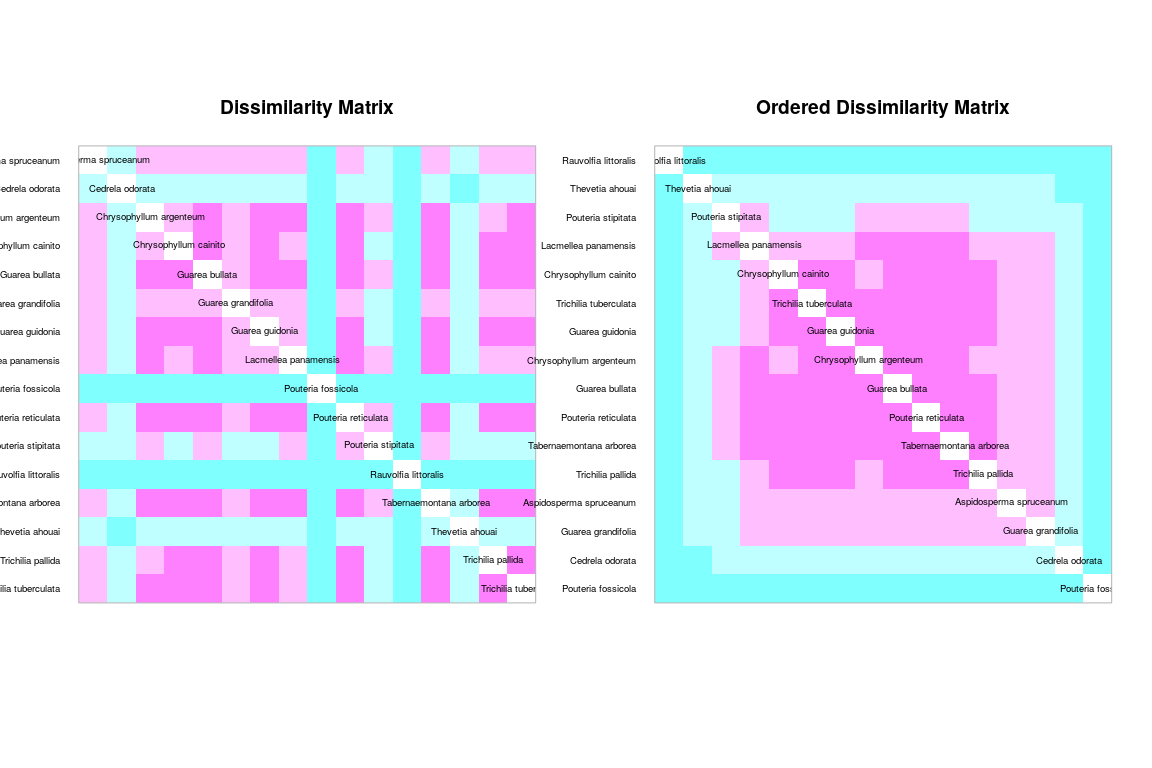 Dissimilarity Matrix
a spruceanum
rma spruceanum
edrela odorata
Cedrela odorata
um argenteum
Chrysophyllum argenteum
phyllum cainito
Chrysophyllum cainito
Guarea bullata
Guarea bullata
area grandifolia
Guarea grandifolia
uarea guidonia
Guarea guidonia
ea panamensis
Lacmellea panamensis
uteria fossicola
Pouteria fossicola
teria reticulata
Pouteria reticulata
outeria stipitata
Pouteria stipitata
uvolfia littoralis
Rauvolfia littoralis
ontana arborea
Tabernaemontana arborea
hevetia ahouai
Thevetia ahouai
Trichilia pallida
Trichilia pallida
ilia tuberculata
Trichilia tuber
Ordered Dissimilarity Matrix
Rauvolfia littoralis
olfia littoralis
Thevetia ahouai
Thevetia ahouai
Pouteria stipitata
Pouteria stipitata
Lacmellea panamensis
Lacmellea panamensis
Chrysophyllum cainito
Chrysophyllum cainito
Trichilia tuberculata
Trichilia tuberculata
Guarea guidonia
Guarea guidonia
Chrysophyllum argenteum
Chrysophyllum argenteum
Guarea bullata
Guarea bullata
Pouteria reticulata
Pouteria reticulata
Tabernaemontana arborea
Tabernaemontana arborea
Trichilia pallida
Trichilia pallida
Aspidosperma spruceanum
Aspidosperma spruceanum
Guarea grandifolia
Guarea grandifolia
Cedrela odorata
Cedrela odorata
Pouteria fossicola
Pouteria foss